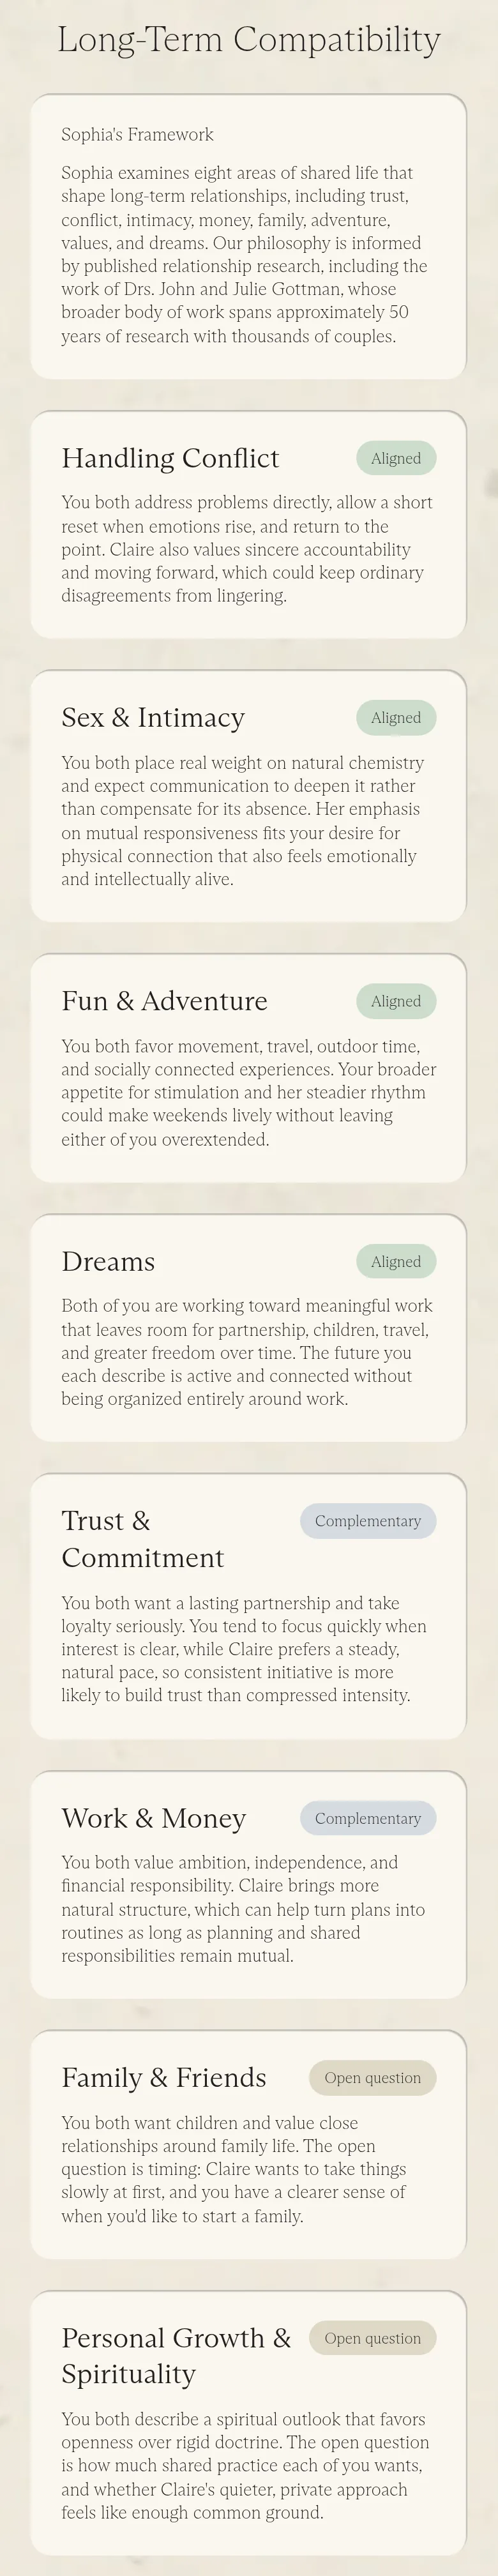 Long-Term Compatibility
Sophia's Framework
Sophia examines eight areas of shared life that
shape long-term relationships, including trust,
conflict, intimacy, money, family, adventure,
values, and dreams. Our philosophy is informed
by published relationship research, including the
work of Drs. John and Julie Gottman, whose
broader body of work spans approximately 50
years of research with thousands of couples.
Handling Conflict
Aligned
You both address problems directly, allow a short
reset when emotions rise, and return to the
point. Claire also values sincere accountability
and moving forward, which could keep ordinary
disagreements from lingering.
Sex & Intimacy
Aligned
You both place real weight on natural chemistry
and expect communication to deepen it rather
than compensate for its absence. Her emphasis
on mutual responsiveness fits your desire for
physical connection that also feels emotionally
and intellectually alive.
Fun & Adventure
Aligned
You both favor movement, travel, outdoor time,
and socially connected experiences. Your broader
appetite for stimulation and her steadier rhythm
could make weekends lively without leaving
either of you overextended.
Dreams
Aligned
Both of you are working toward meaningful work
that leaves room for partnership, children, travel,
and greater freedom over time. The future you
each describe is active and connected without
being organized entirely around work.
Trust &
Commitment
Complementary
You both want a lasting partnership and take
loyalty seriously. You tend to focus quickly when
interest is clear, while Claire prefers a steady,
natural pace, so consistent initiative is more
likely to build trust than compressed intensity.
Work & Money
Complementary
You both value ambition, independence, and
financial responsibility. Claire brings more
natural structure, which can help turn plans into
routines as long as planning and shared
responsibilities remain mutual.
Family & Friends
Open question
You both want children and value close
relationships around family life. The open
question is timing: Claire wants to take things
slowly at first, and you have a clearer sense of
when you'd like to start a family.
Personal Growth &
Spirituality
Open question
You both describe a spiritual outlook that favors
openness over rigid doctrine. The open question
is how much shared practice each of you wants,
and whether Claire's quieter, private approach
feels like enough common ground.